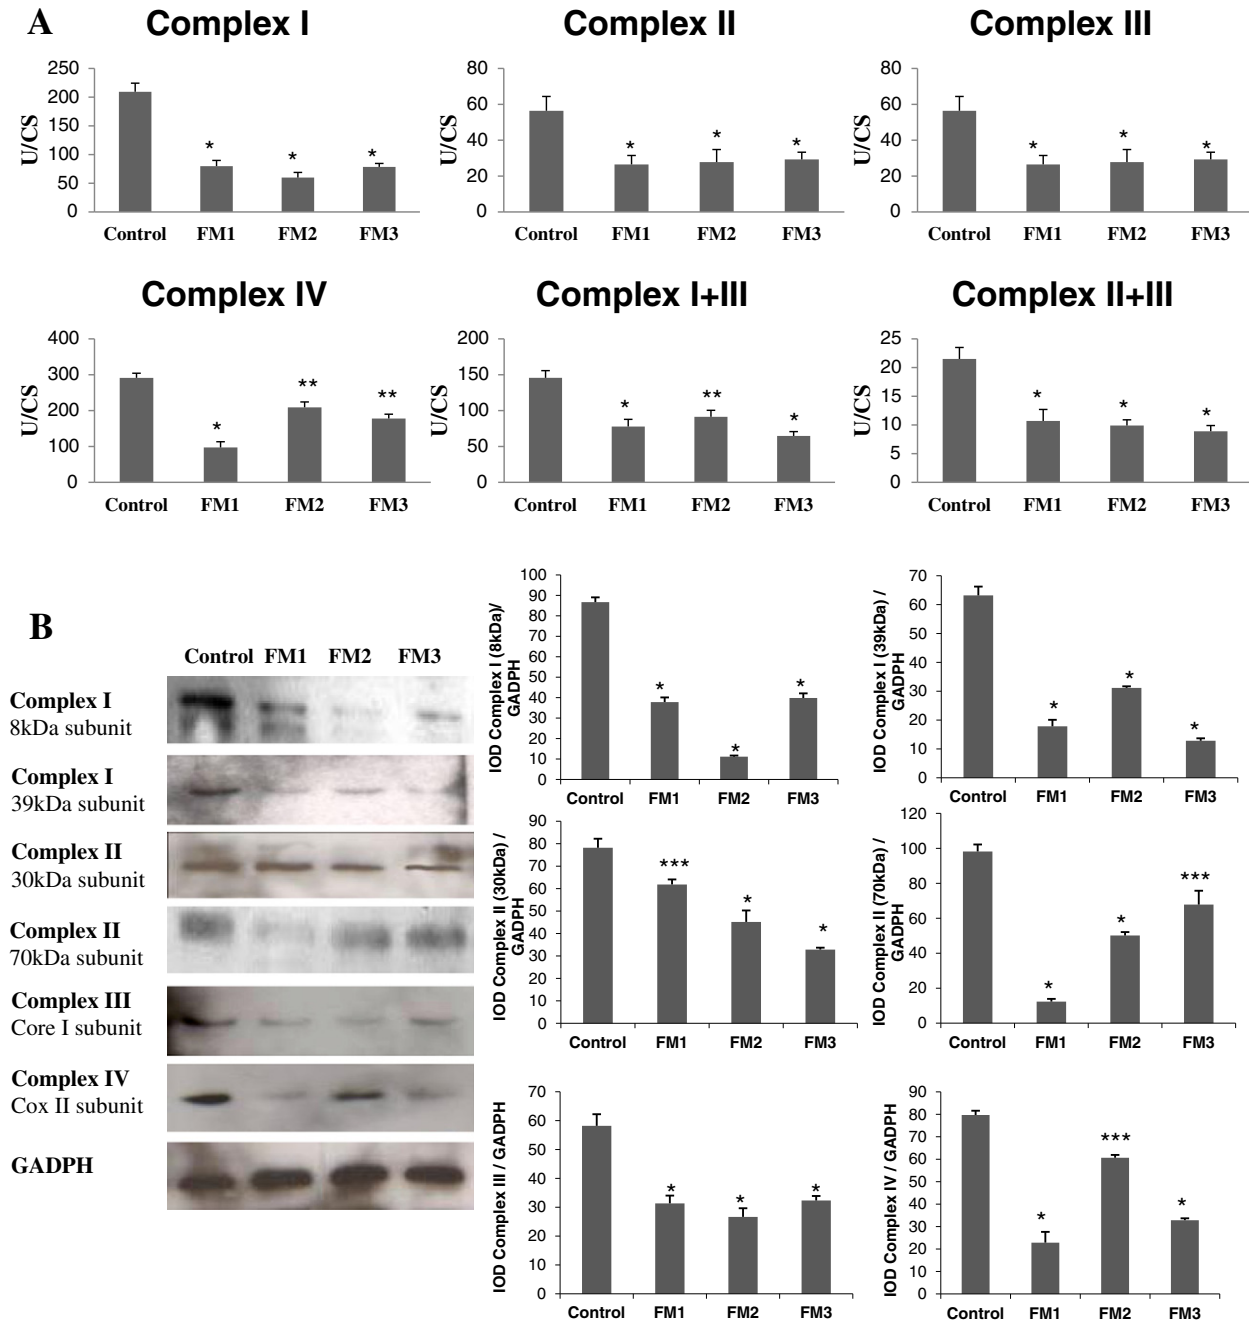 A
Complex I
Complex II
Complex III
U/CS
250
200
150
100
50
0
*
*
*
Control FM1 FM2 FM3
U/CS
80
60
40
20
0
*
*
*
Control FM1 FM2 FM3
U/CS
80
60
40
20
0
*
*
*
Control FM1 FM2 FM3
Complex IV
Complex I+III
Complex II+III
U/CS
400
300
200
100
0
*
**
**
Control FM1 FM2 FM3
U/CS
200
150
100
50
0
*
**
*
Control FM1 FM2 FM3
U/CS
25
20
15
10
5
0
*
*
*
Control FM1 FM2 FM3
B
Control FM1 FM2 FM3
Complex I
8kDa subunit
Complex I
39kDa subunit
Complex II
30kDa subunit
Complex II
70kDa subunit
Complex III
Core I subunit
Complex IV
Cox II subunit
GADPH
IOD Complex I (8kDa)/
GADPH
100
90
80
70
60
50
40
30
20
10
0
*
*
*
Control FM1 FM2 FM3
IOD Complex I (39kDa) /
GADPH
70
60
50
40
30
20
10
0
*
*
*
Control FM1 FM2 FM3
IOD Complex II (30kDa) /
GADPH
90
80
70
60
50
40
30
20
10
0
***
*
*
Control FM1 FM2 FM3
IOD Complex II (70kDa) /
GADPH
120
100
80
60
40
20
0
*
*
***
Control FM1 FM2 FM3
IOD Complex III / GADPH
70
60
50
40
30
20
10
0
*
*
*
Control FM1 FM2 FM3
IOD Complex IV / GADPH
90
80
70
60
50
40
30
20
10
0
*
***
*
Control FM1 FM2 FM3